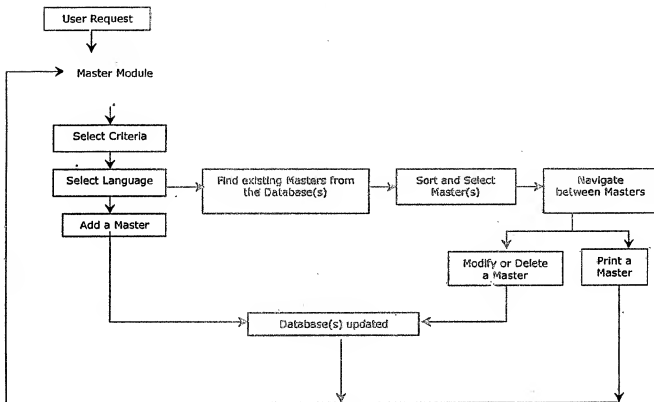 User Request
Master Module
Select Criteria
Select Language
Find existing Masters from
the Database(s)
Sort and Select
Master(s)
Navigate
between Masters
Add a Master
Modify or Delete
a Master
Print a
Master
Database(s) updated